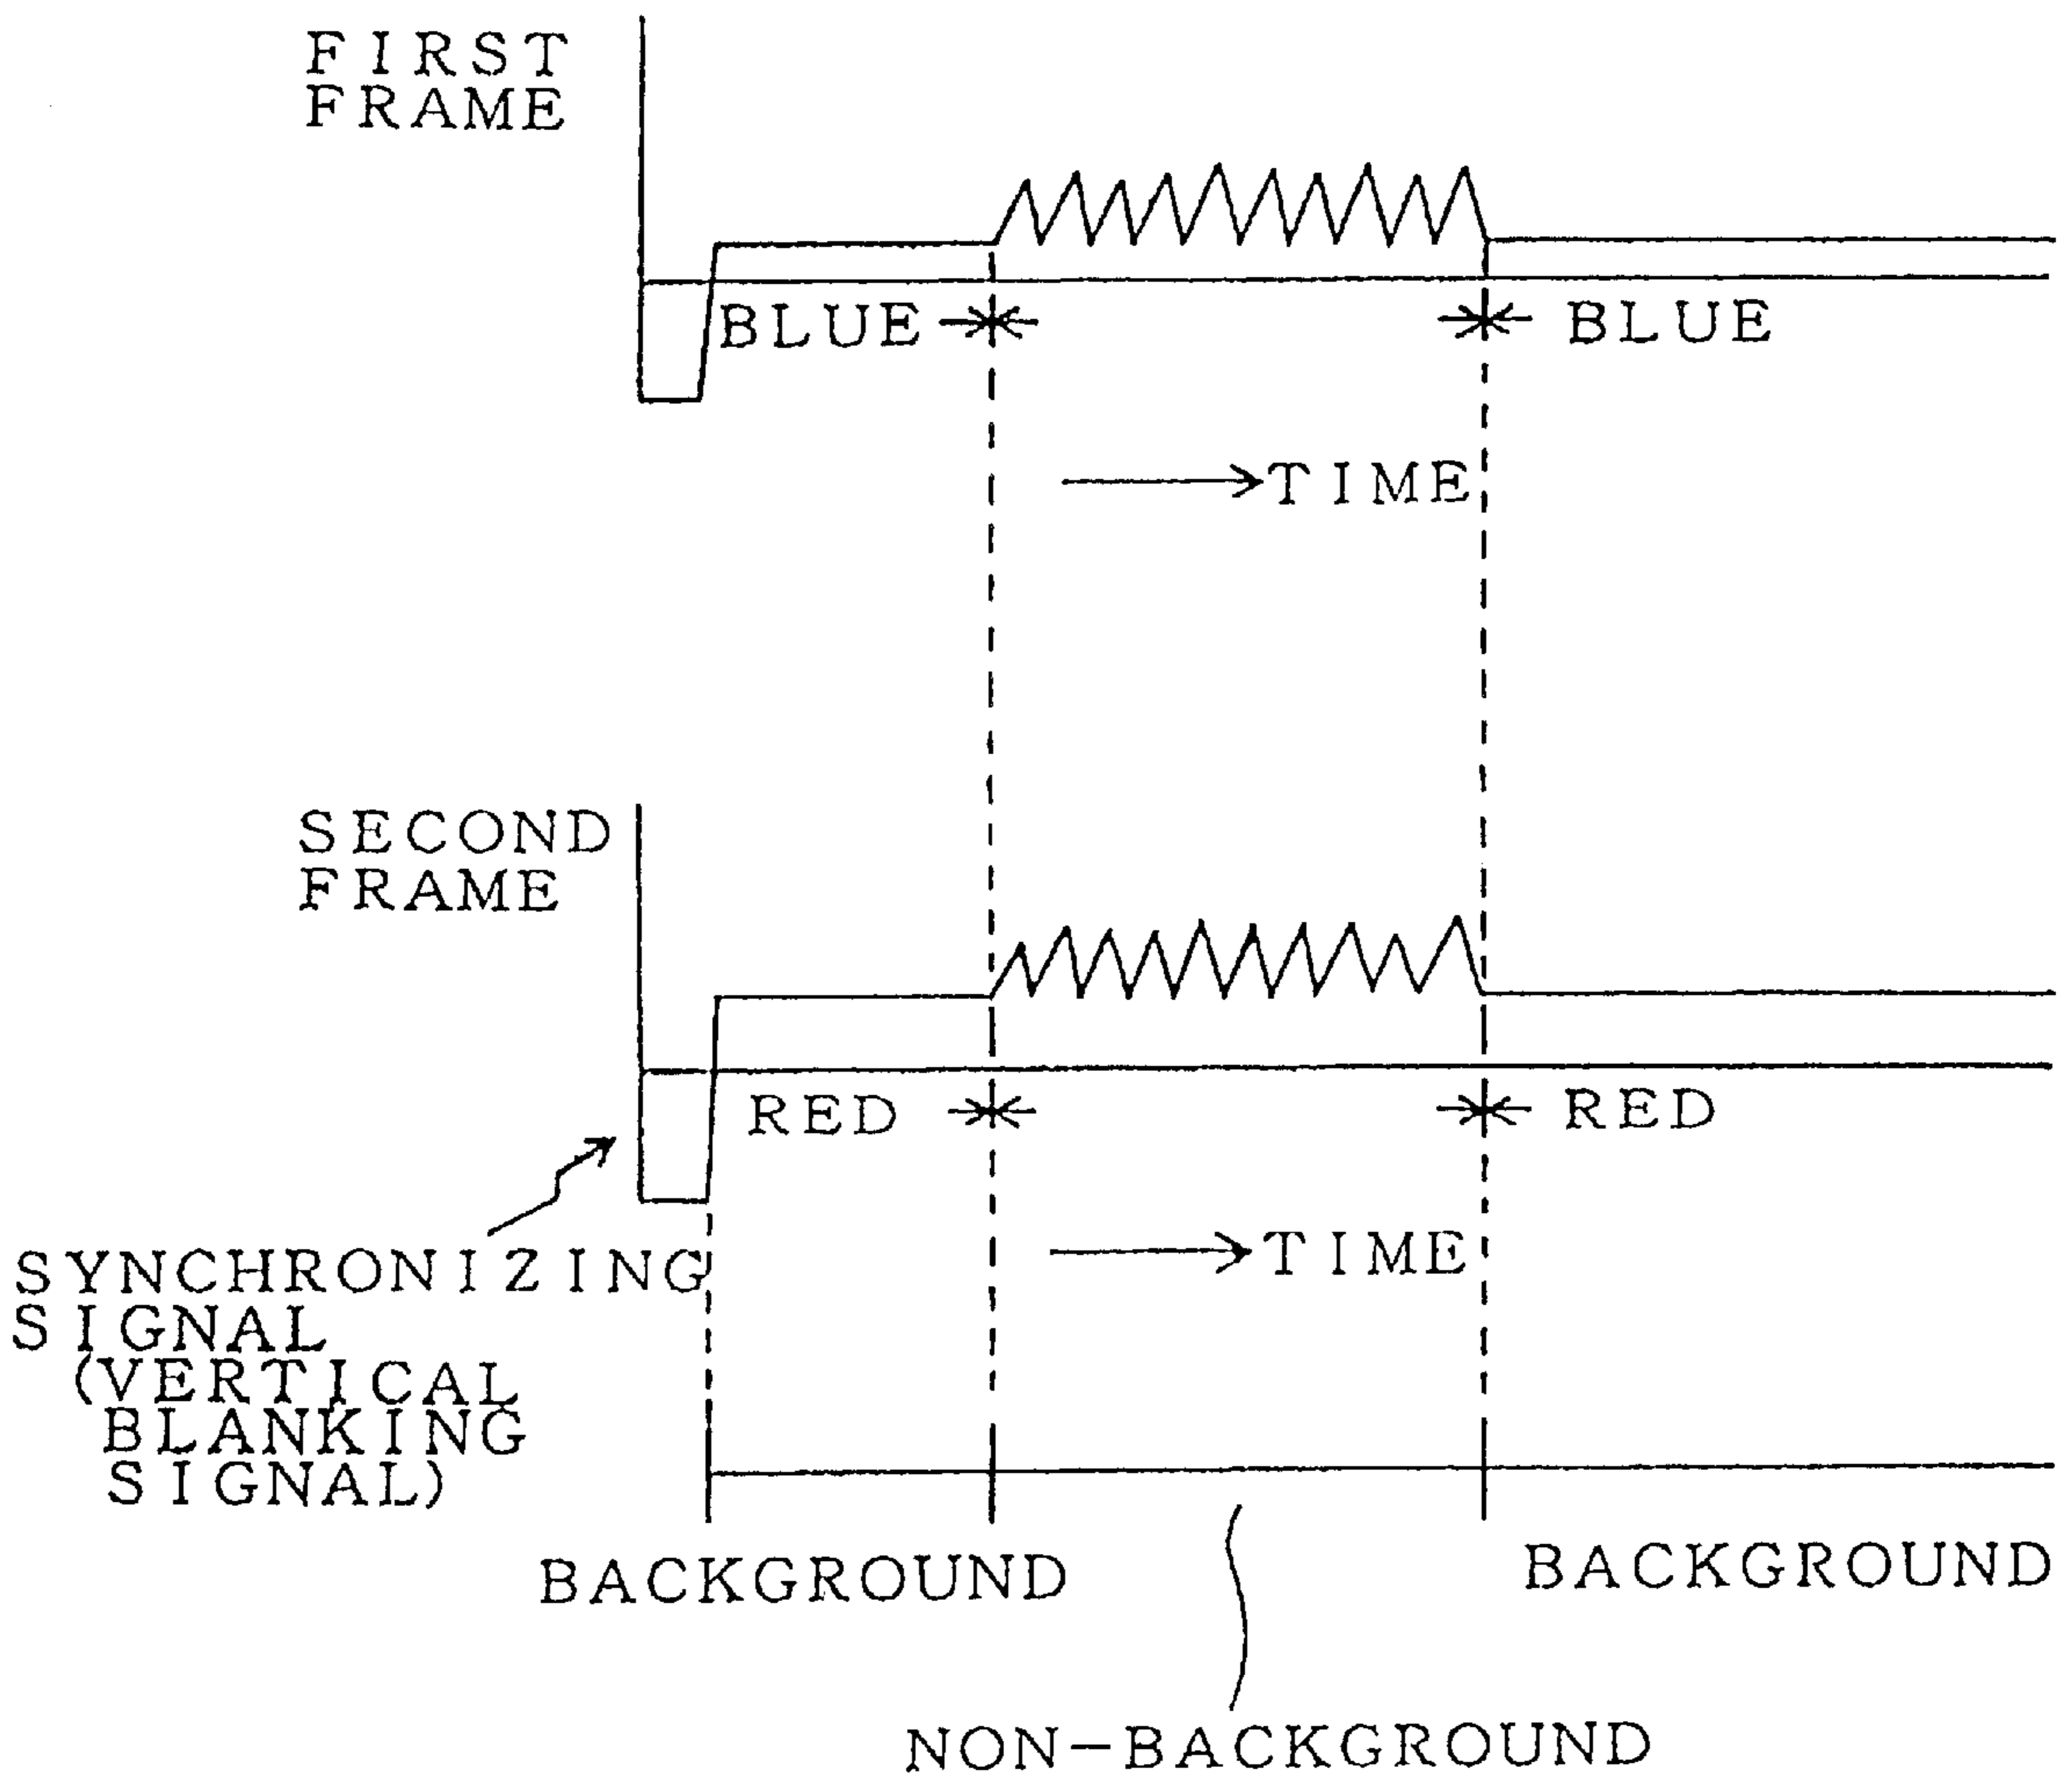 FIRST
FRAME
BLUE
BLUE
TIME
SECOND
FRAME
RED
RED
TIME
SYNCHRONIZING
SIGNAL
(VERTICAL
BLANKING
SIGNAL)
BACKGROUND
BACKGROUND
NON-BACKGROUND